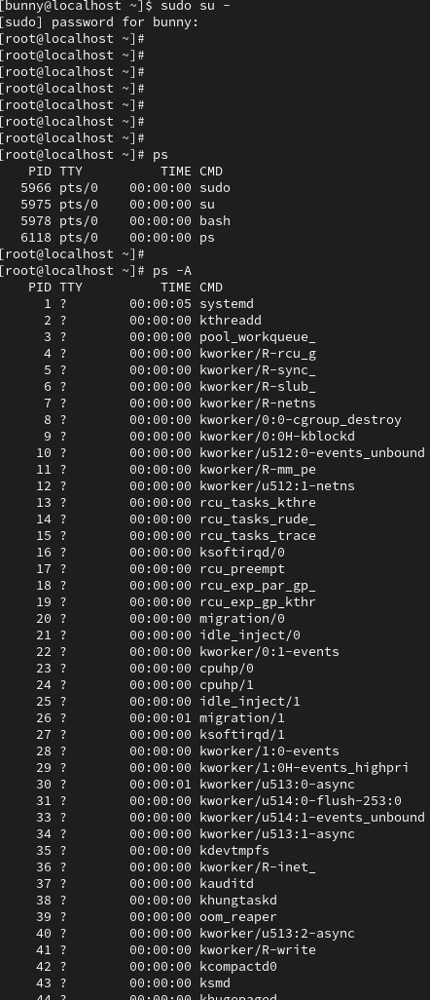 [bunny@localhost ~]$ sudo su -
[sudo] password for bunny:
[root@localhost ~]#
[root@localhost ~]#
[root@localhost ~]#
[root@localhost ~]#
[root@localhost ~]#
[root@localhost ~]#
[root@localhost ~]#
[root@localhost ~]# ps
    PID TTY          TIME CMD
   5966 pts/0    00:00:00 sudo
   5975 pts/0    00:00:00 su
   5978 pts/0    00:00:00 bash
   6118 pts/0    00:00:00 ps
[root@localhost ~]#
[root@localhost ~]# ps -A
    PID TTY          TIME CMD
      1 ?        00:00:05 systemd
      2 ?        00:00:00 kthreadd
      3 ?        00:00:00 pool_workqueue_
      4 ?        00:00:00 kworker/R-rcu_g
      5 ?        00:00:00 kworker/R-sync_
      6 ?        00:00:00 kworker/R-slub_
      7 ?        00:00:00 kworker/R-netns
      8 ?        00:00:00 kworker/0:0-cgroup_destroy
      9 ?        00:00:00 kworker/0:0H-kblockd
     10 ?        00:00:00 kworker/u512:0-events_unbound
     11 ?        00:00:00 kworker/R-mm_pe
     12 ?        00:00:00 kworker/u512:1-netns
     13 ?        00:00:00 rcu_tasks_kthre
     14 ?        00:00:00 rcu_tasks_rude_
     15 ?        00:00:00 rcu_tasks_trace
     16 ?        00:00:00 ksoftirqd/0
     17 ?        00:00:00 rcu_preempt
     18 ?        00:00:00 rcu_exp_par_gp_
     19 ?        00:00:00 rcu_exp_gp_kthr
     20 ?        00:00:00 migration/0
     21 ?        00:00:00 idle_inject/0
     22 ?        00:00:00 kworker/0:1-events
     23 ?        00:00:00 cpuhp/0
     24 ?        00:00:00 cpuhp/1
     25 ?        00:00:00 idle_inject/1
     26 ?        00:00:01 migration/1
     27 ?        00:00:00 ksoftirqd/1
     28 ?        00:00:00 kworker/1:0-events
     29 ?        00:00:00 kworker/1:0H-events_highpri
     30 ?        00:00:01 kworker/u513:0-async
     31 ?        00:00:00 kworker/u514:0-flush-253:0
     33 ?        00:00:00 kworker/u514:1-events_unbound
     34 ?        00:00:00 kworker/u513:1-async
     35 ?        00:00:00 kdevtmpfs
     36 ?        00:00:00 kworker/R-inet_
     37 ?        00:00:00 kauditd
     38 ?        00:00:00 khungtaskd
     39 ?        00:00:00 oom_reaper
     40 ?        00:00:00 kworker/u513:2-async
     41 ?        00:00:00 kworker/R-write
     42 ?        00:00:00 kcompactd0
     43 ?        00:00:00 ksmd
     44 ?        00:00:00 khugepaged